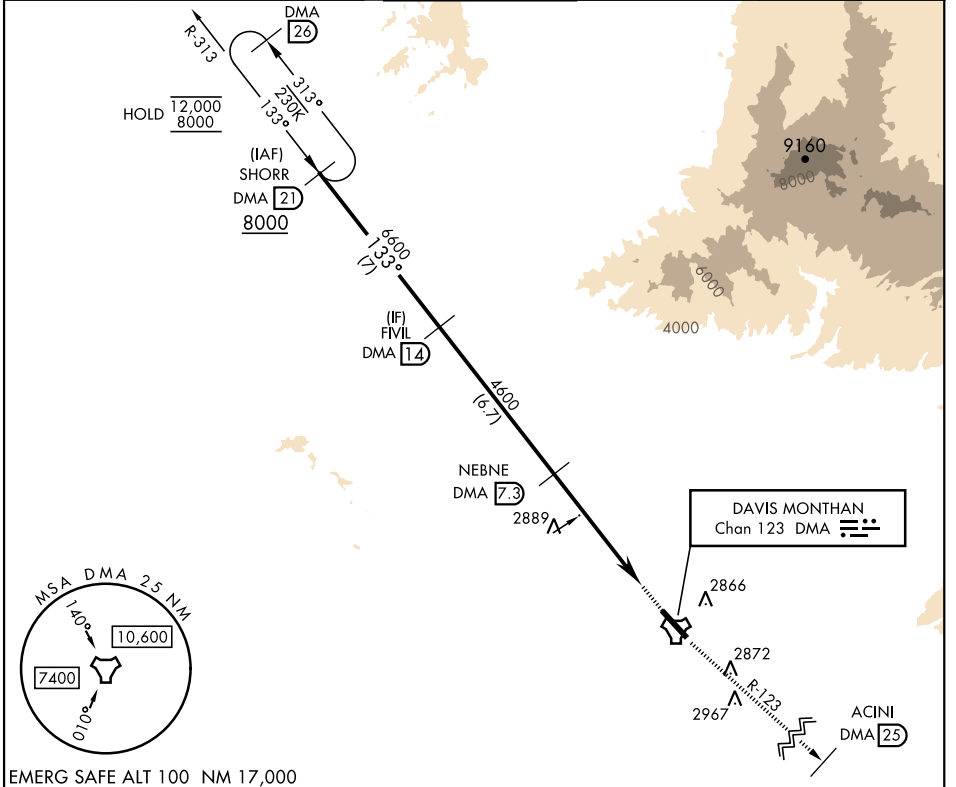 DMA
26
R-313
313°
230K
133°
HOLD 12,000
8000
(IAF)
SHORR
DMA 21
8000
9160
8000
6600
133°
(7)
6000
4000
(IF)
FIVIL
DMA 14
4600
(6.7)
NEBNE
DMA 7.3
2889
DAVIS MONTHAN
Chan 123 DMA
2866
2872
2967
R-123
ACINI
DMA 25
MSA DMA 25 NM
140°
10,600
7400
010°
EMERG SAFE ALT 100 NM 17,000